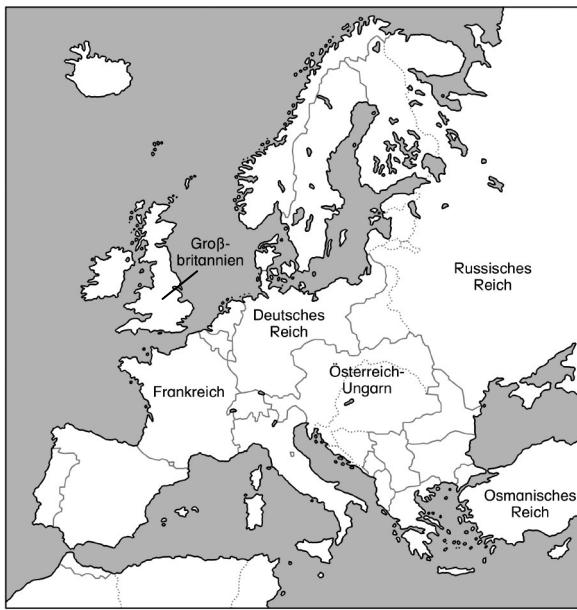 Groß-
britannien
Russisches
Reich
Deutsches
Reich
Österreich-
Ungarn
Frankreich
Osmanisches
Reich